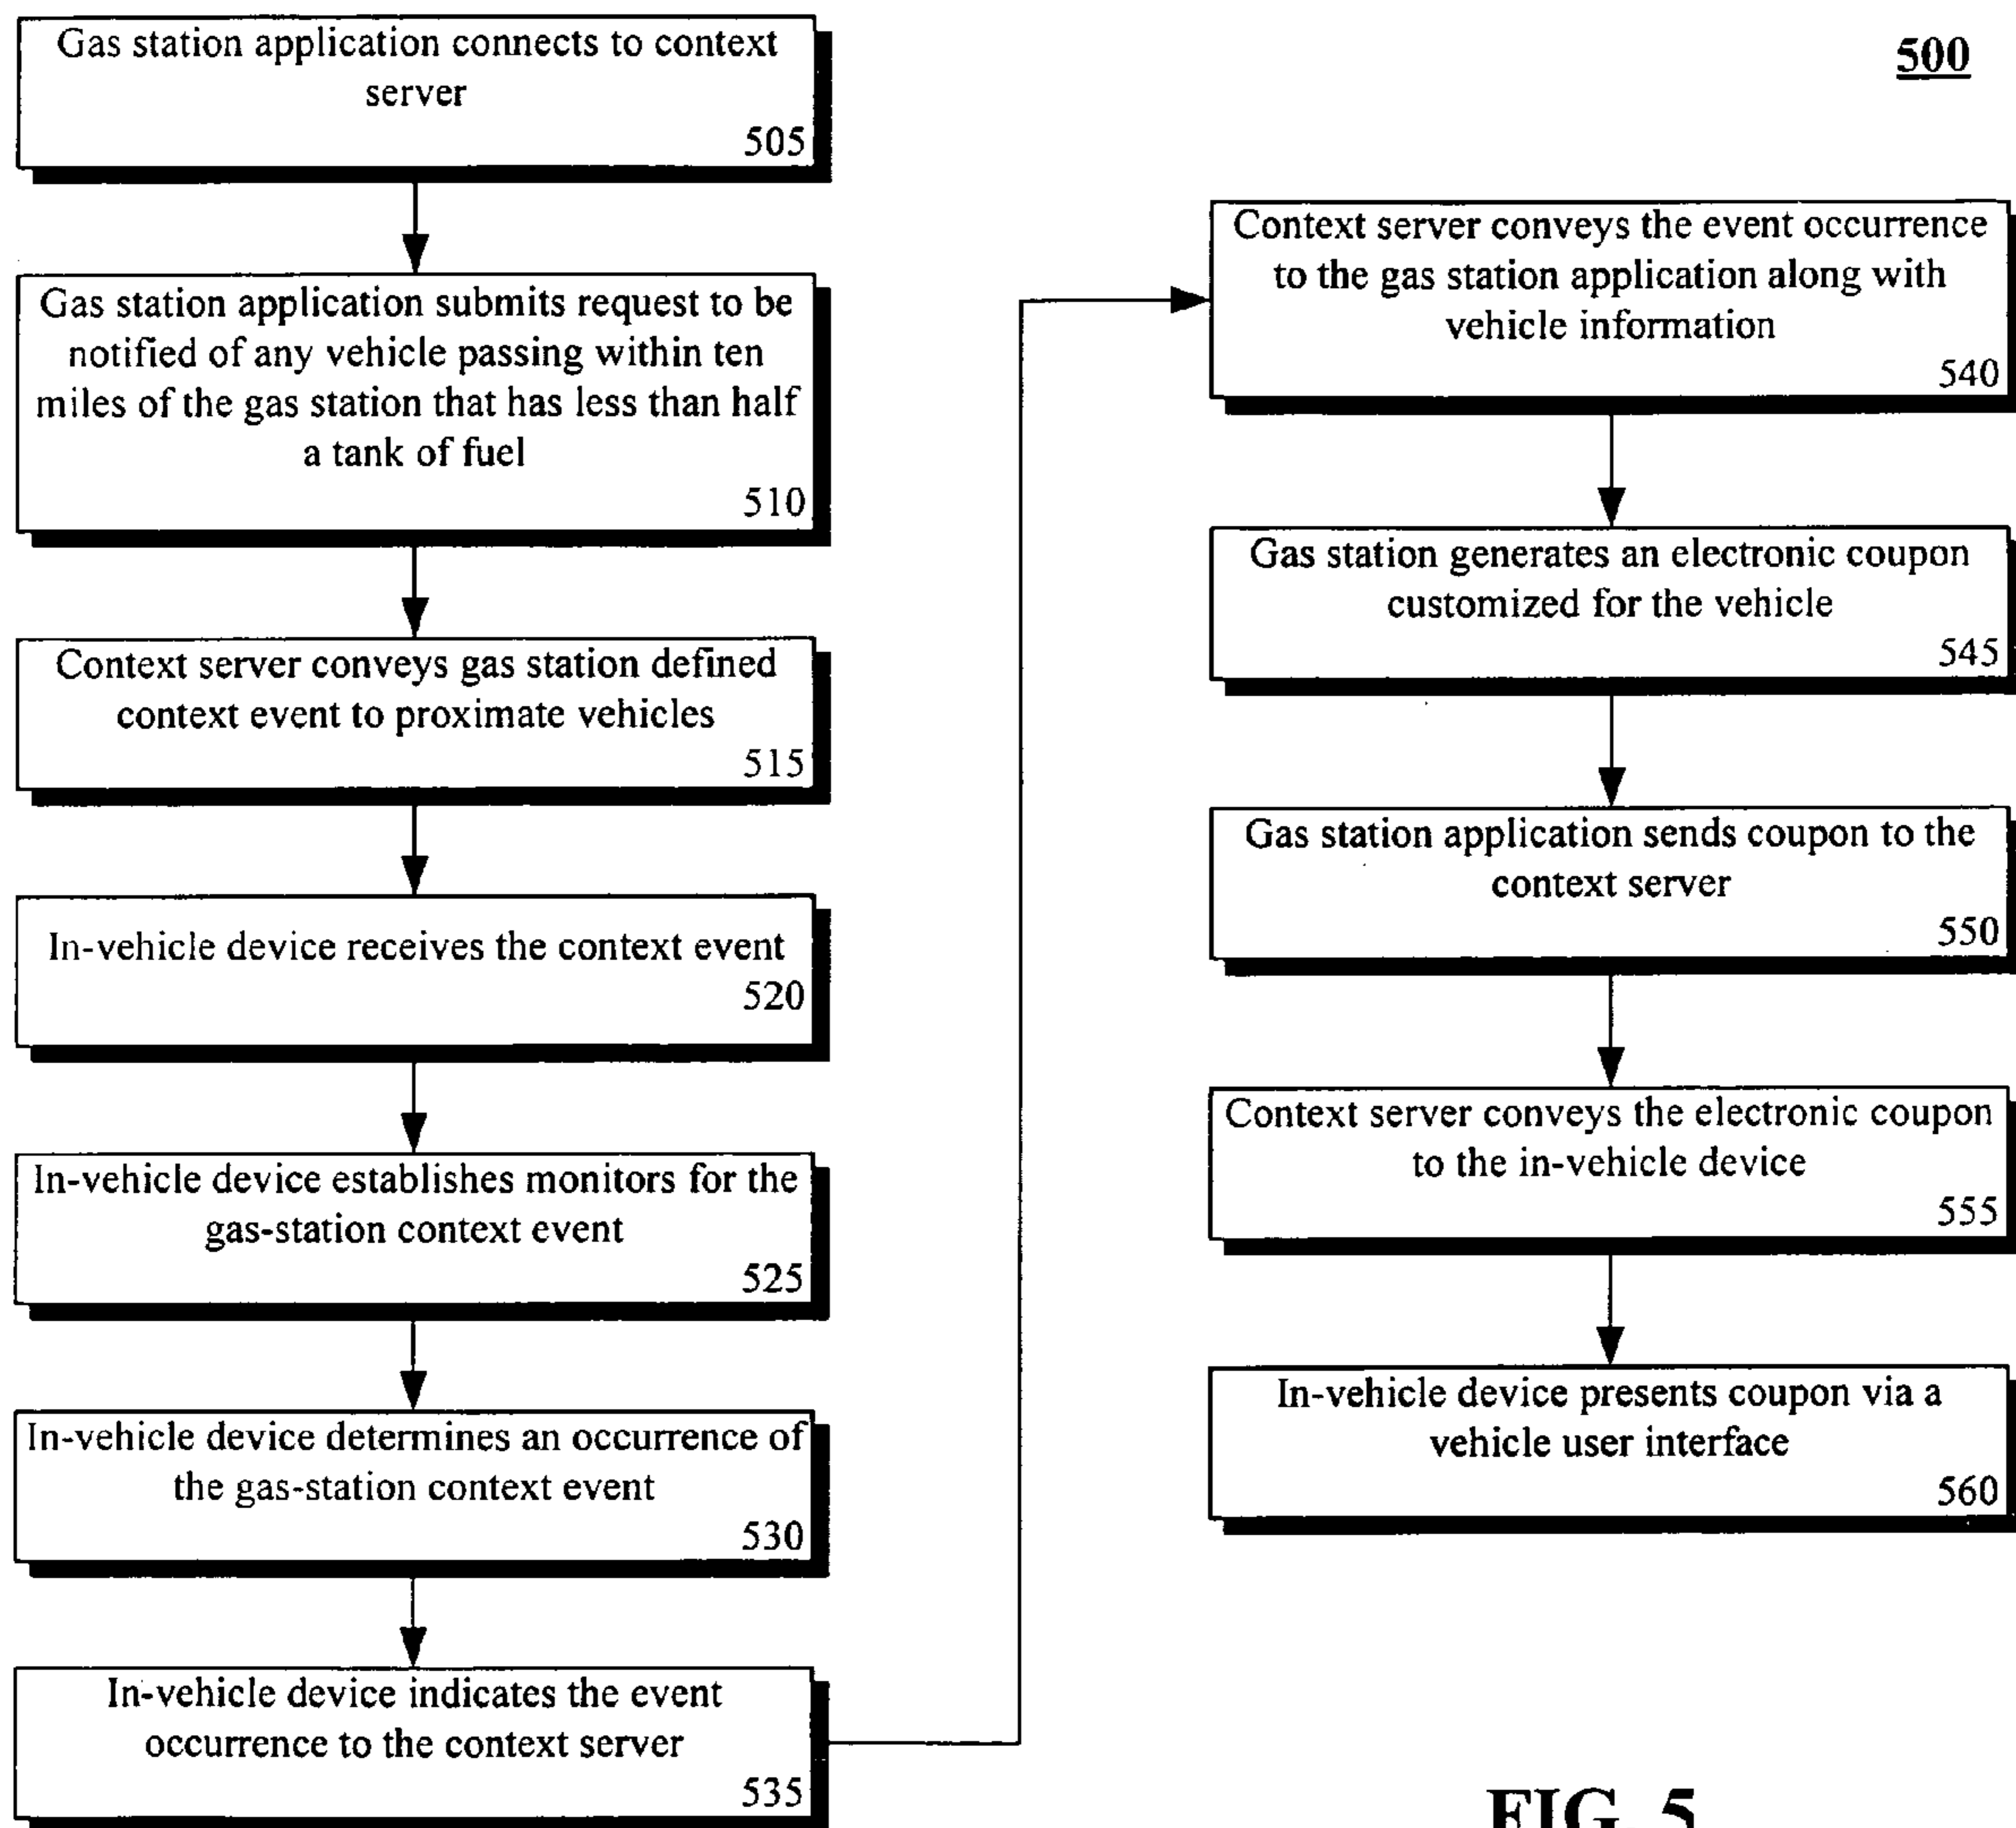 Gas station application connects to context
server
505
Gas station application submits request to be
notified of any vehicle passing within ten
miles of the gas station that has less than half
a tank of fuel
510
Context server conveys gas station defined
context event to proximate vehicles
515
In-vehicle device receives the context event
520
In-vehicle device establishes monitors for the
gas-station context event
525
In-vehicle device determines an occurrence of
the gas-station context event
530
In-vehicle device indicates the event
occurrence to the context server
535
500
Context server conveys the event occurrence
to the gas station application along with
vehicle information
540
Gas station generates an electronic coupon
customized for the vehicle
545
Gas station application sends coupon to the
context server
550
Context server conveys the electronic coupon
to the in-vehicle device
555
In-vehicle device presents coupon via a
vehicle user interface
560
FIG. 5